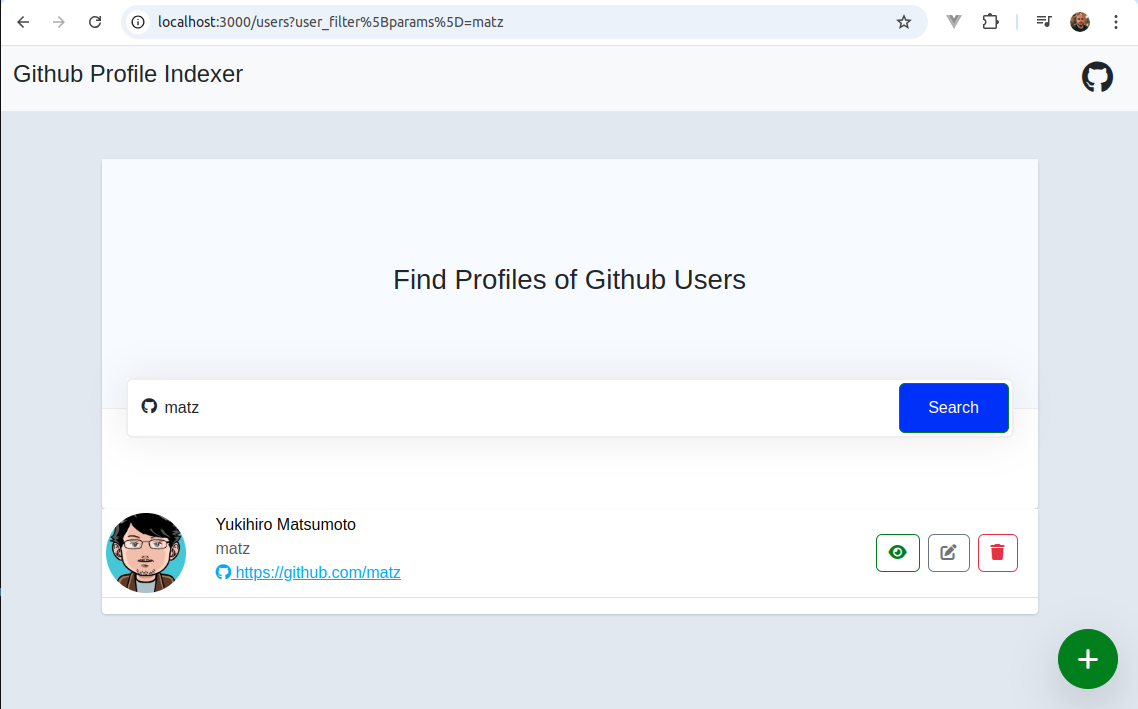 localhost:3000/users?user_filter%5Bparams%5D=matz
Github Profile Indexer
Find Profiles of Github Users
matz
Search
Yukihiro Matsumoto
matz
https://github.com/matz